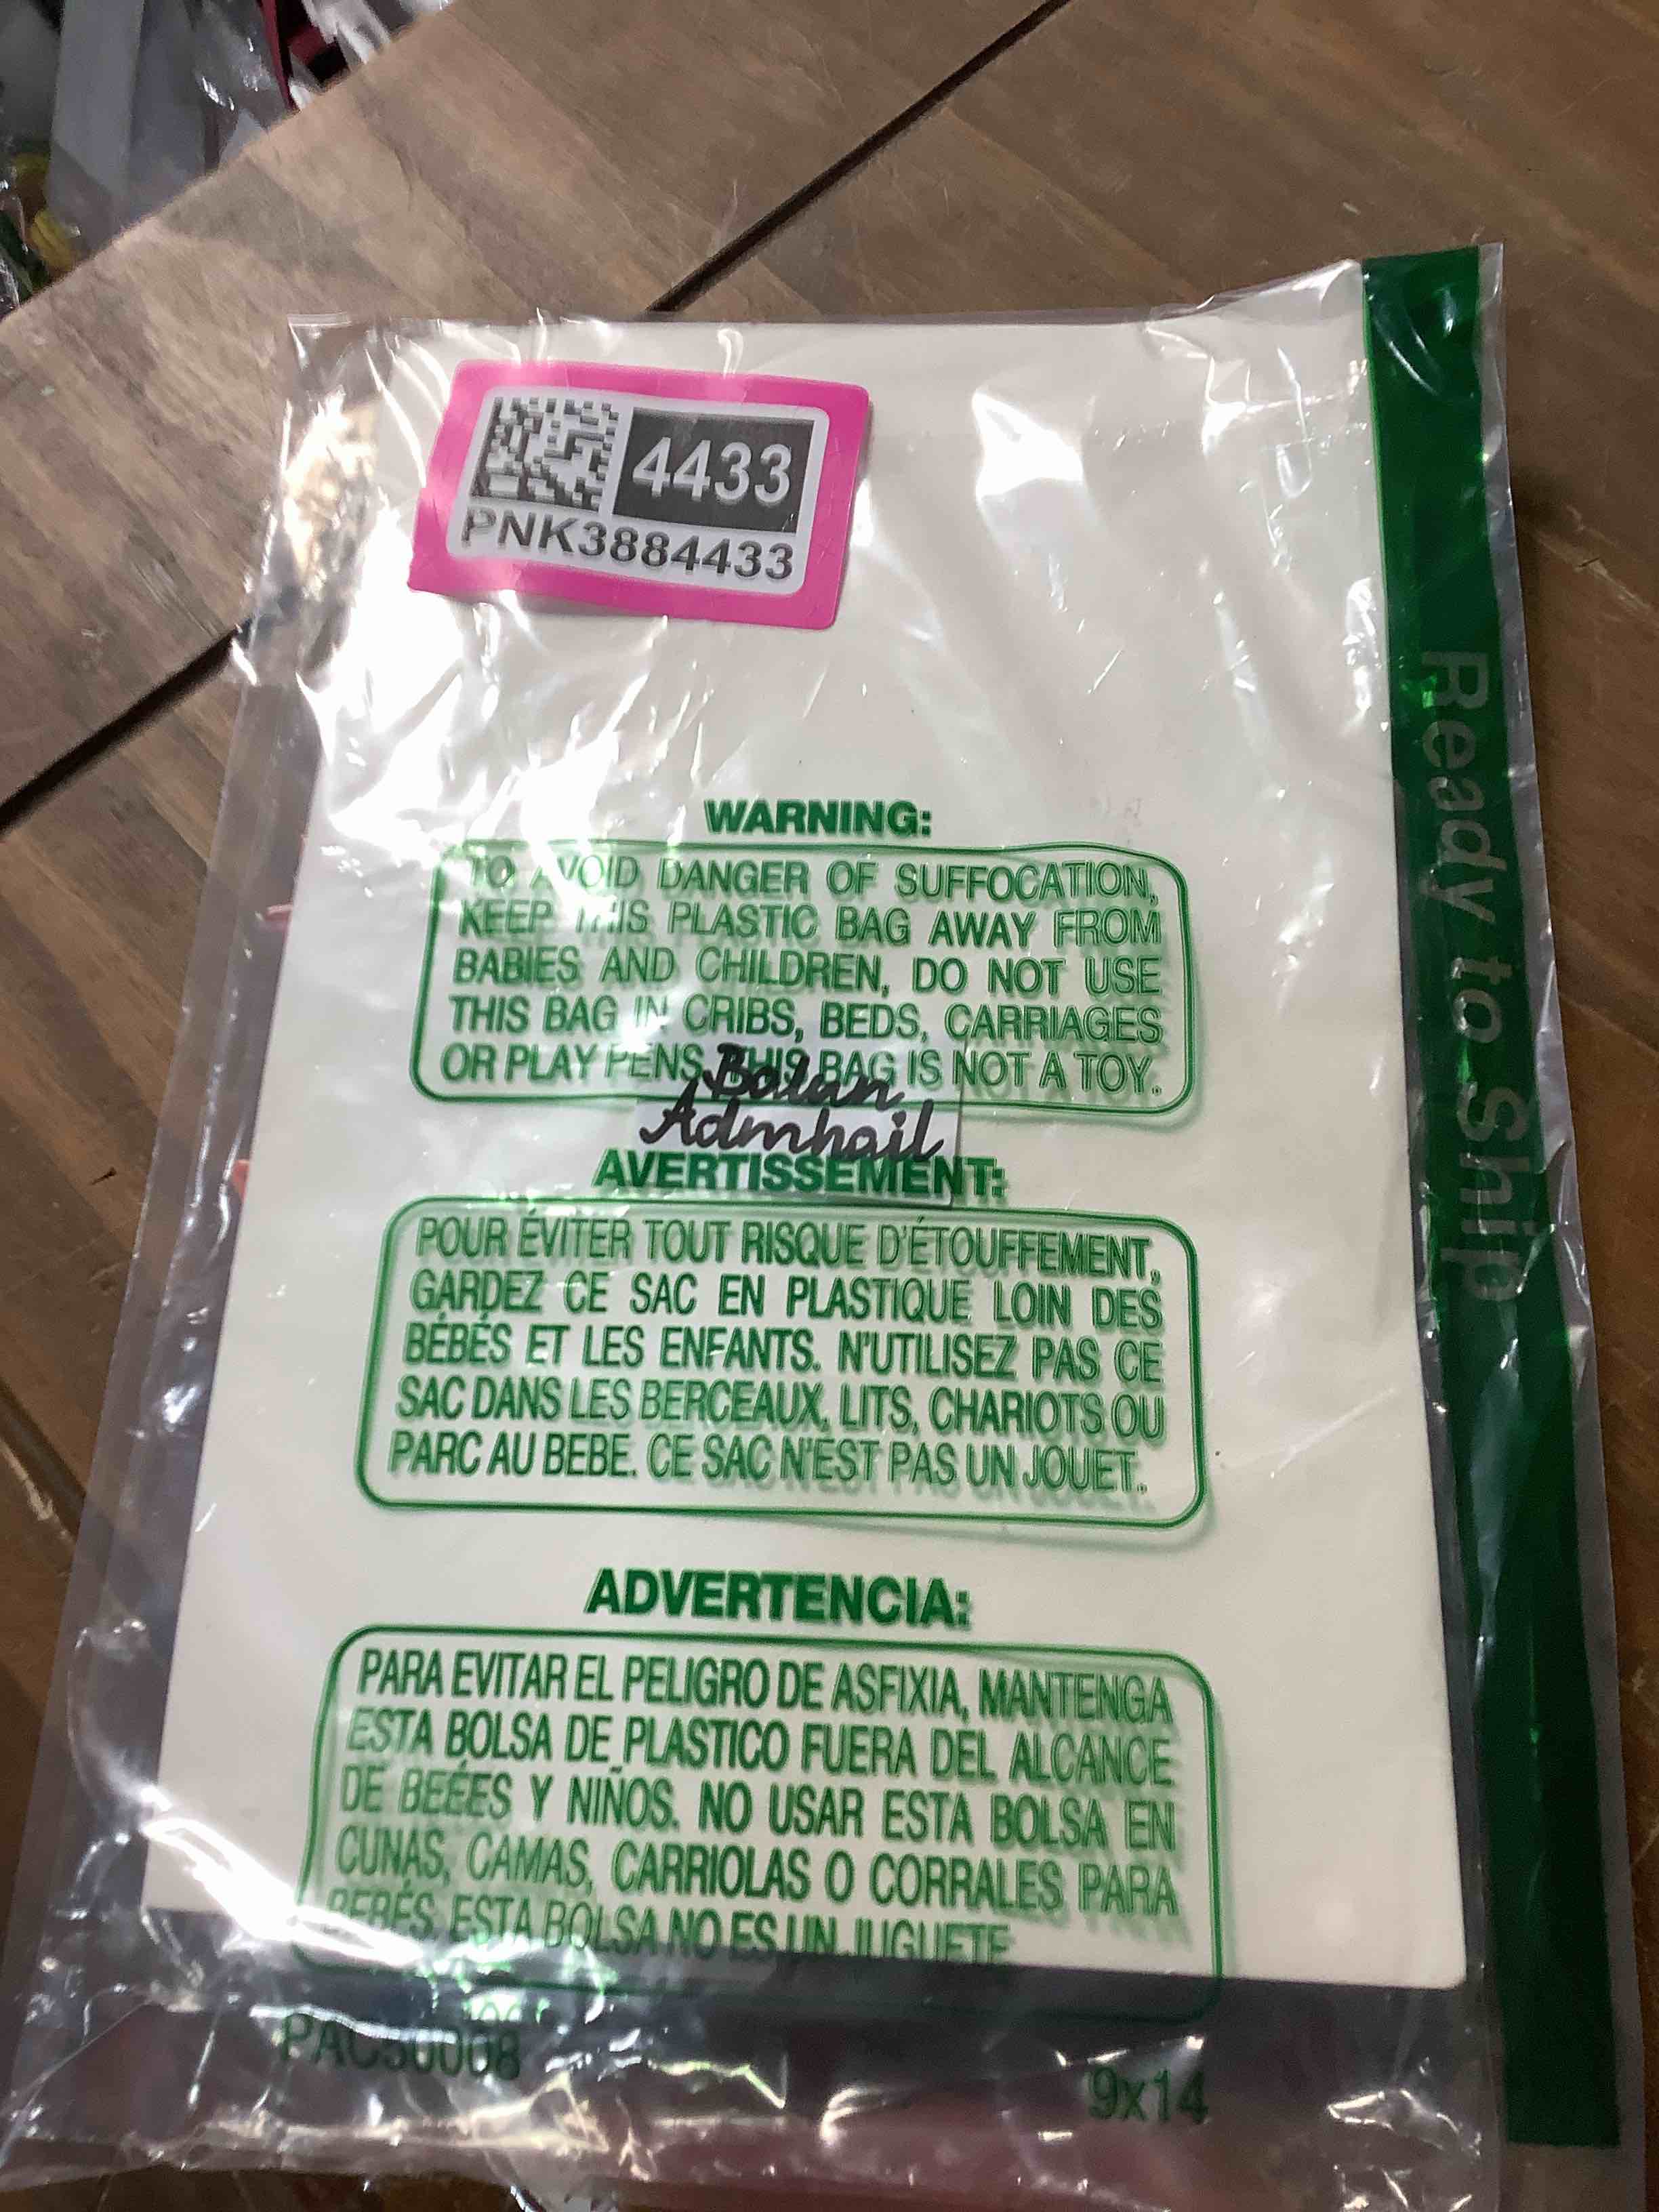 4433
PNK3884433
Ready to Ship
WARNING:
TO AVOID DANGER OF SUFFOCATION,
KEEP THIS PLASTIC BAG AWAY FROM
BABIES AND CHILDREN, DO NOT USE
THIS BAG IN CRIBS, BEDS, CARRIAGES
OR PLAY PENS. THIS BAG IS NOT A TOY.
Balan
Admhail
AVERTISSEMENT:
POUR ÉVITER TOUT RISQUE D'ÉTOUFFEMENT,
GARDEZ CE SAC EN PLASTIQUE LOIN DES
BÉBÉS ET LES ENFANTS. N'UTILISEZ PAS CE
SAC DANS LES BERCEAUX, LITS, CHARIOTS OU
PARC AU BEBE. CE SAC N'EST PAS UN JOUET.
ADVERTENCIA:
PARA EVITAR EL PELIGRO DE ASFIXIA, MANTENGA
ESTA BOLSA DE PLASTICO FUERA DEL ALCANCE
DE BEÉES Y NIÑOS. NO USAR ESTA BOLSA EN
CUNAS, CAMAS, CARRIOLAS O CORRALES PARA
BEBÉS. ESTA BOLSA NO ES UN JUGUETE
PAC30008
9x14